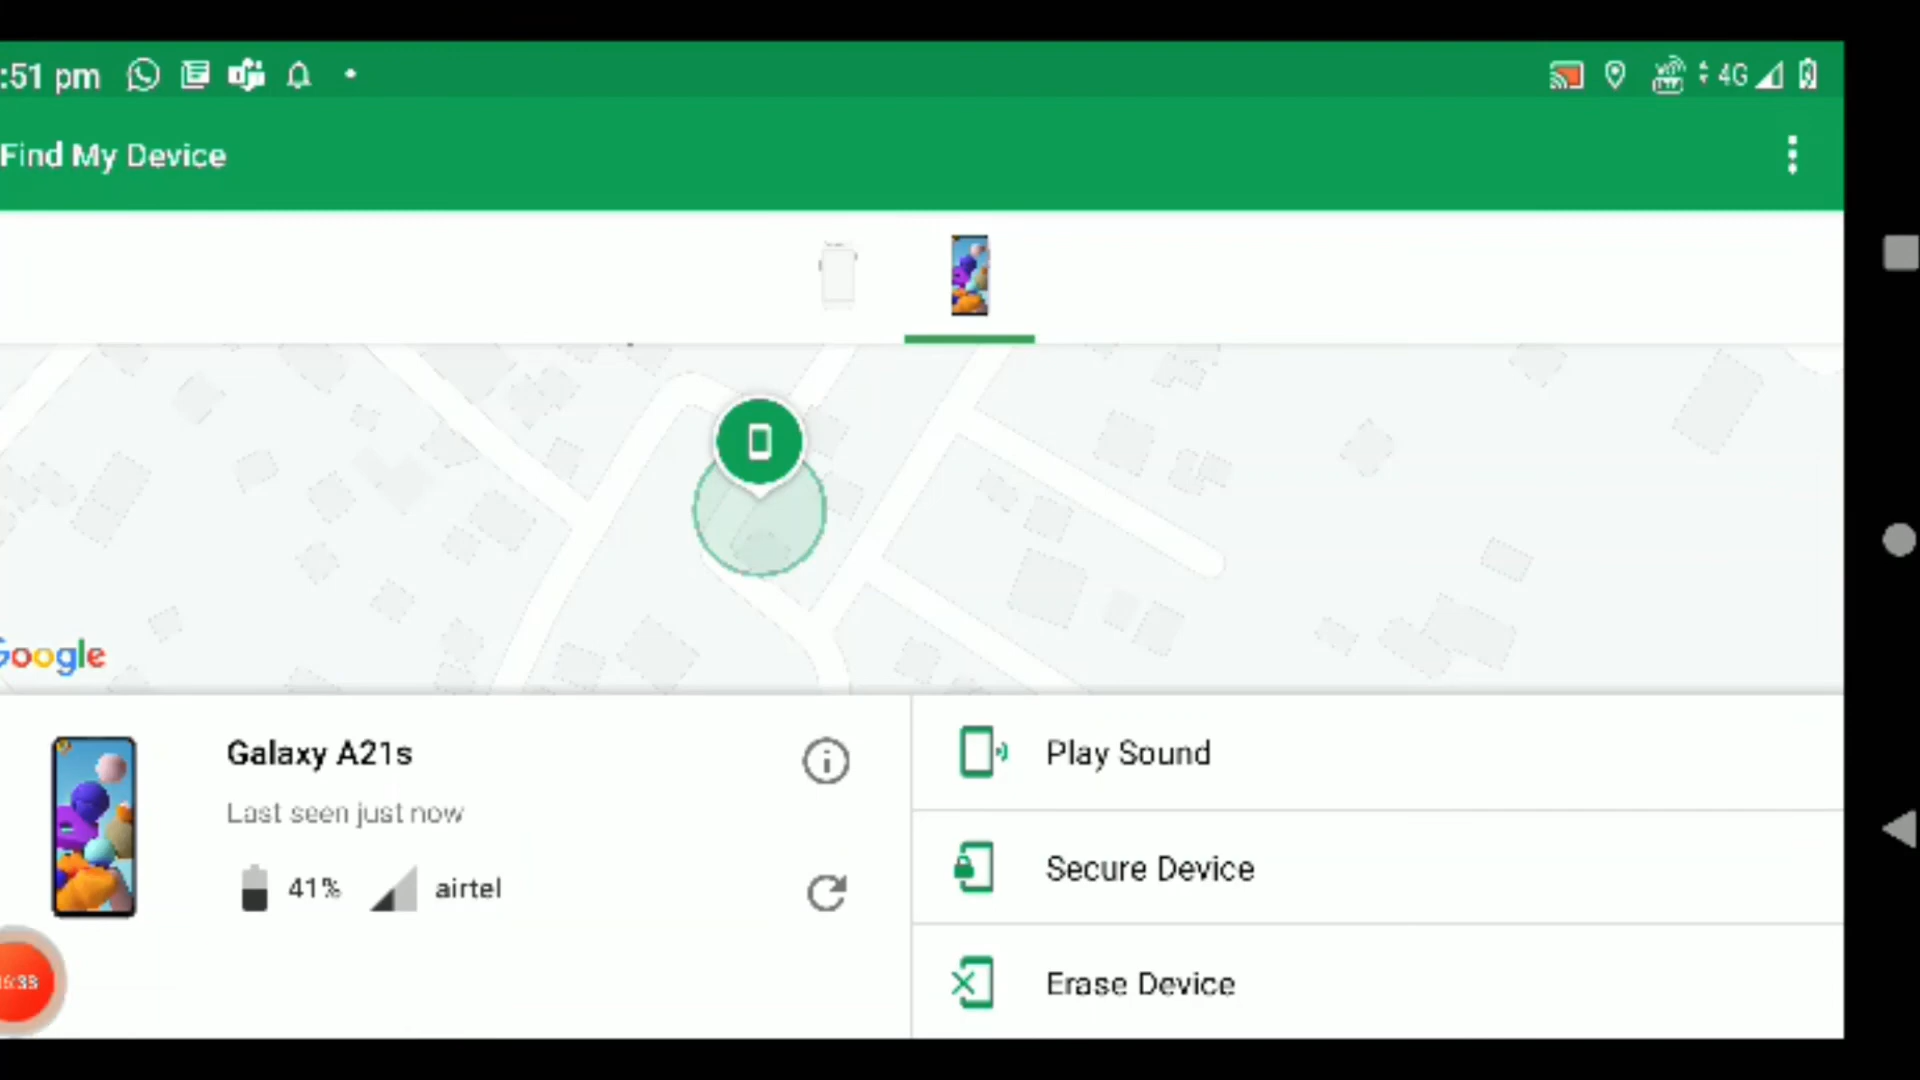 :51 pm
4G
Find My Device
Google
Galaxy A21s
Last seen just now
41% airtel
Play Sound
Secure Device
Erase Device